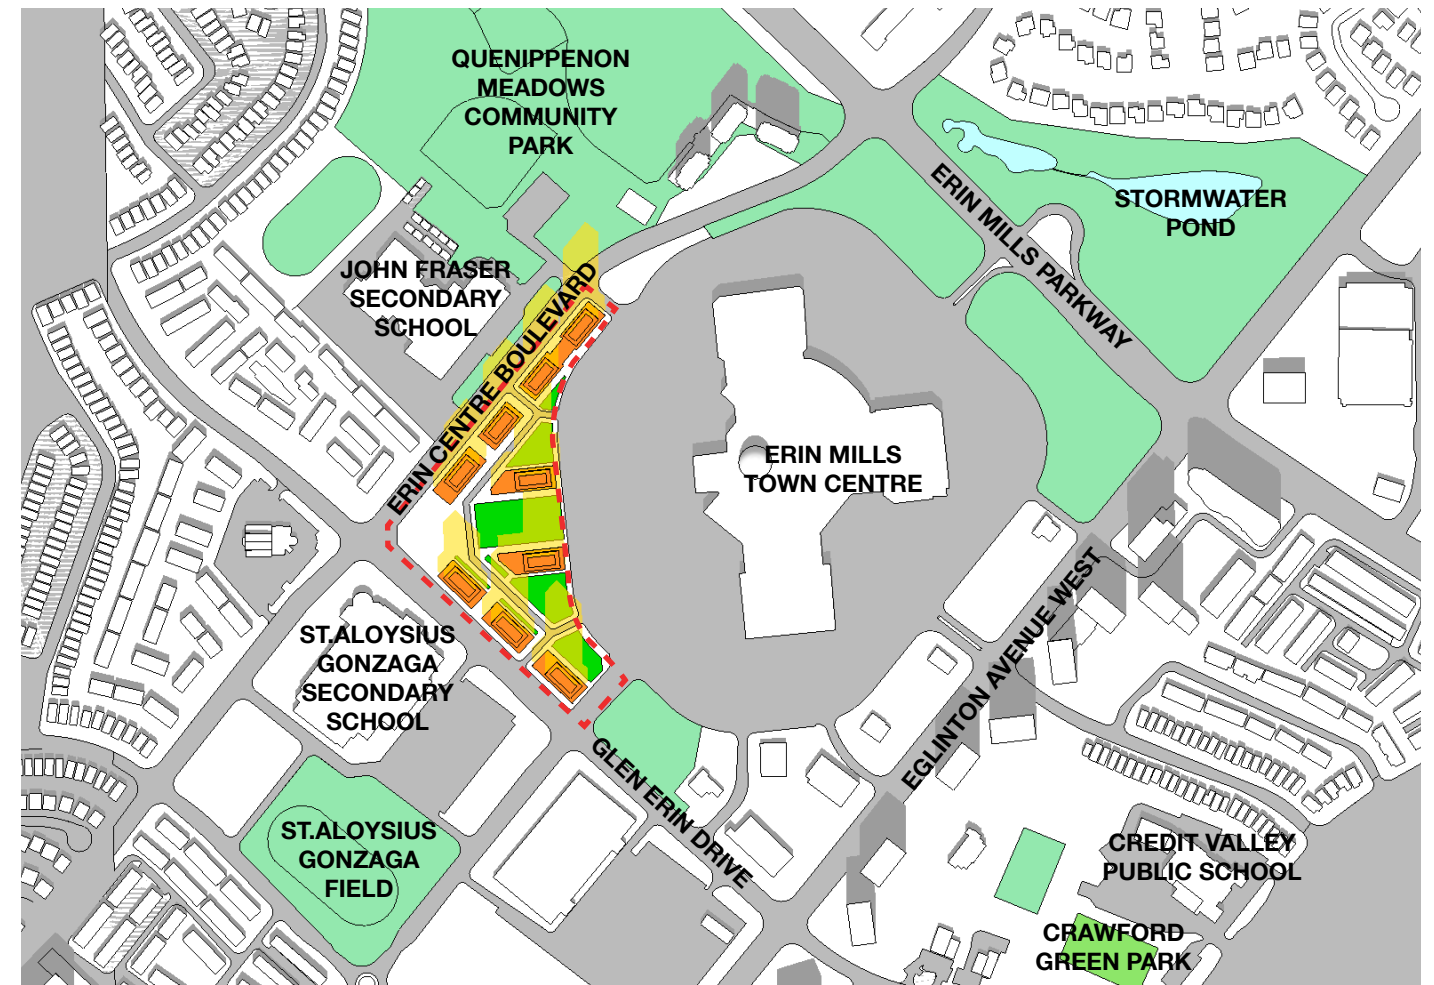 QUENIPPENON
MEADOWS
COMMUNITY
PARK
ERIN MILLS PARKWAY
STORMWATER
POND
JOHN FRASER
SECONDARY
SCHOOL
ERIN CENTRE BOULEVARD
ERIN MILLS
TOWN CENTRE
EGLINTON AVENUE WEST
ST.ALOYSIUS
GONZAGA
SECONDARY
SCHOOL
GLEN ERIN DRIVE
ST.ALOYSIUS
GONZAGA
FIELD
CREDIT VALLEY
PUBLIC SCHOOL
CRAWFORD
GREEN PARK